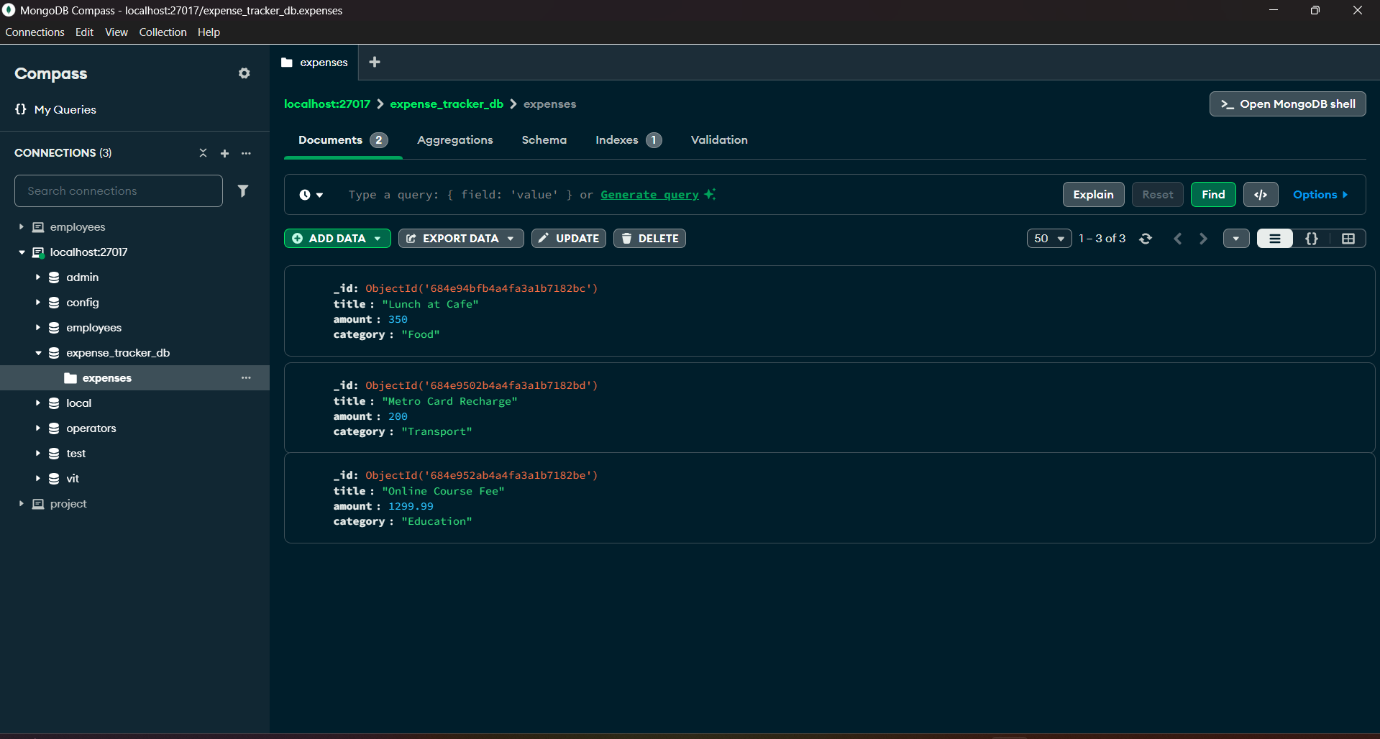 MongoDB Compass - localhost:27017/expense_tracker_db.expenses
Connections Edit View Collection Help
Compass
{} My Queries
CONNECTIONS (3)
Search connections
employees
localhost:27017
admin
config
employees
expense_tracker_db
expenses
local
operators
test
vit
project
expenses
localhost:27017 > expense_tracker_db > expenses
>_ Open MongoDB shell
Documents 2 Aggregations Schema Indexes 1 Validation
Type a query: { field: 'value' } or Generate query
Explain Reset Find </> Options
ADD DATA EXPORT DATA UPDATE DELETE
50 1 – 3 of 3 {}
_id: ObjectId('684e94bfb4a4fa3a1b7182bc')
title : "Lunch at Cafe"
amount : 350
category : "Food"
_id: ObjectId('684e9502b4a4fa3a1b7182bd')
title : "Metro Card Recharge"
amount : 200
category : "Transport"
_id: ObjectId('684e952ab4a4fa3a1b7182be')
title : "Online Course Fee"
amount : 1299.99
category : "Education"